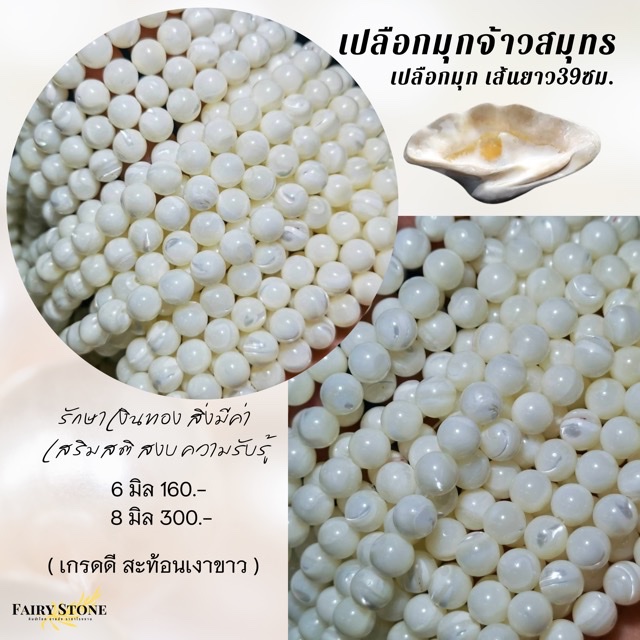 เปลือกมุกจ้าวสมุทร
เปลือกมุก เส้นยาว39ซม.
รักษาเงินทอง สิ่งมีค่า
เสริมสติ สงบ ความรับรู้
6 มิล 160.-
8 มิล 300.-
( เกรดดี สะท้อนเงาขาว )
FAIRY STONE